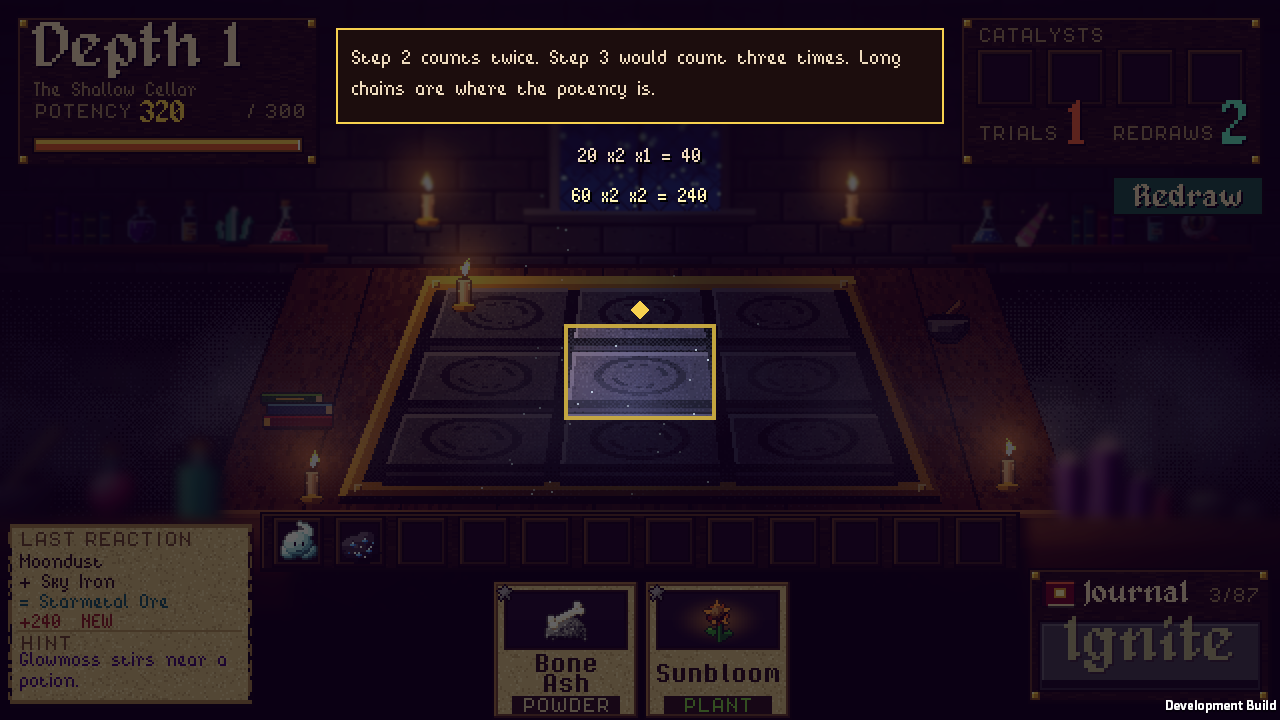 Depth 1
The Shallow Cellar
POTENCY 320 / 300
Step 2 counts twice. Step 3 would count three times. Long
chains are where the potency is.
20 x2 x1 = 40
60 x2 x2 = 240
CATALYSTS
TRIALS 1 REDRAWS 2
Redraw
LAST REACTION
Moondust
+ Sky Iron
= Starmetal Ore
+240 NEW
HINT
Glowmoss stirs near a
potion.
Bone
Ash
POWDER
Sunbloom
PLANT
Journal 3/87
Ignite
Development Build